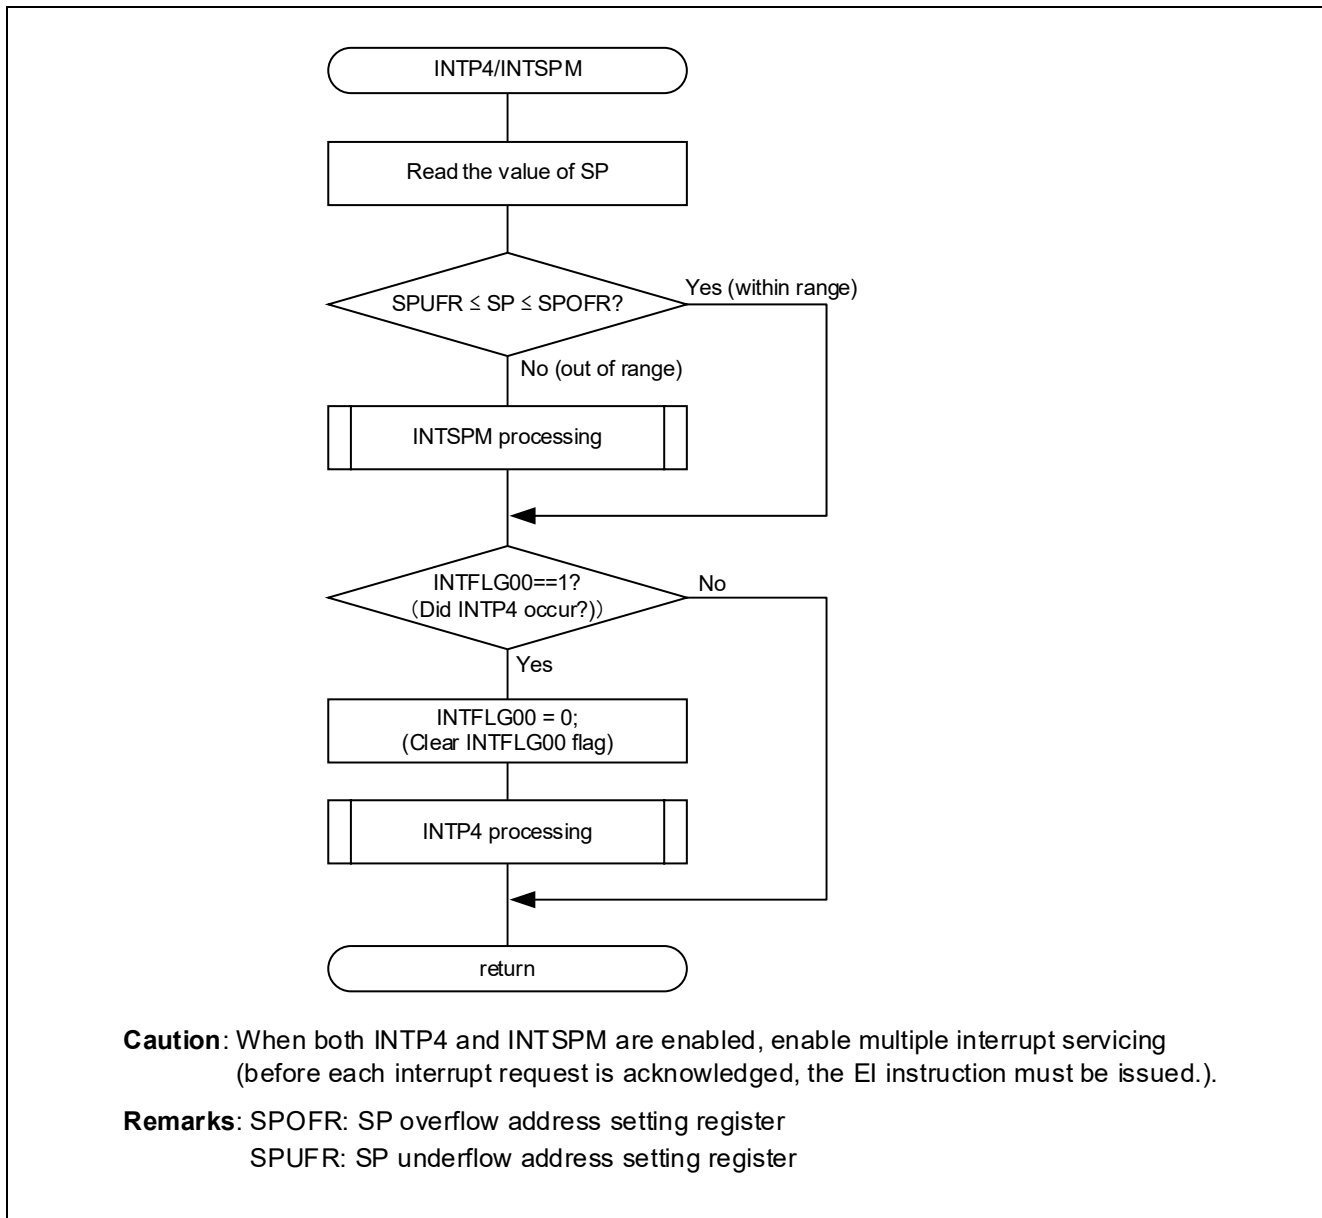 INTP4/INTSPM
Read the value of SP
SPUFR ≤ SP ≤ SPOFR?
Yes (within range)
No (out of range)
INTSPM processing
INTFLG00==1?
（Did INTP4 occur?)）
No
Yes
INTFLG00 = 0;
(Clear INTFLG00 flag)
INTP4 processing
return
Caution: When both INTP4 and INTSPM are enabled, enable multiple interrupt servicing
(before each interrupt request is acknowledged, the EI instruction must be issued.).
Remarks: SPOFR: SP overflow address setting register
SPUFR: SP underflow address setting register